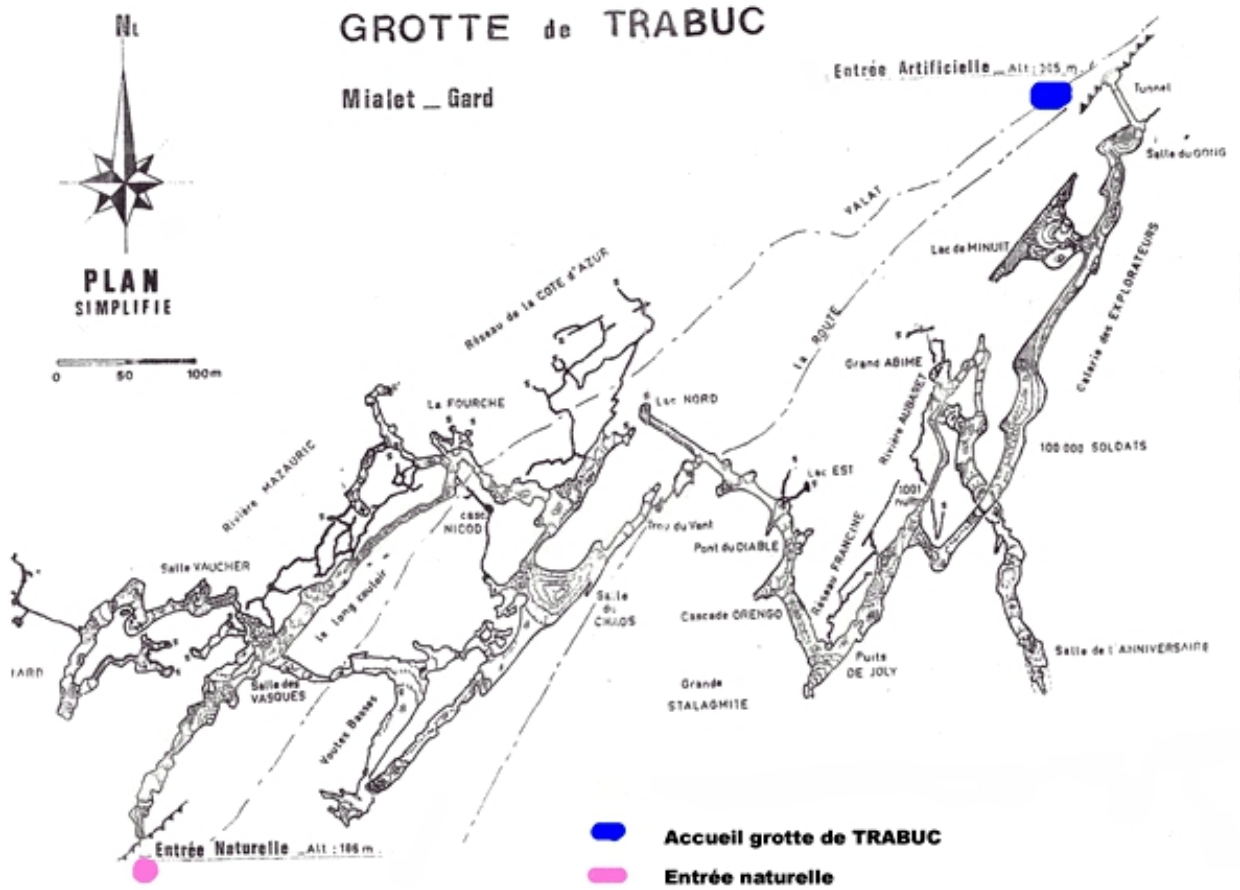 NL
GROTTE de TRABUC
Mialet _ Gard
Entrée Artificielle _ Alt : 205 m.
Tunnel
Salle du GONG
VALAT
Lac de MINUIT
Galerie des EXPLORATEURS
PLAN
SIMPLIFIE
0 50 100m
Réseau de la COTE d'AZUR
La ROUTE
Grand ABIME
Rivière AUBARET
La FOURCHE
Lac NORD
100 000 SOLDATS
Rivière MAZAURIC
Lac EST
1001
casc.
NICOD
Trou du Vent
Pont du DIABLE
Réseau FRANCINE
Salle VAUCHER
le long couloir
Salle
du
CHAOS
Cascade ORENGO
Salle de l'ANNIVERSAIRE
Puits
DE JOLY
Salle des
VASQUES
Grande
STALAGMITE
Voutes Basses
Entrée Naturelle _ Alt : 186 m.
Accueil grotte de TRABUC
Entrée naturelle